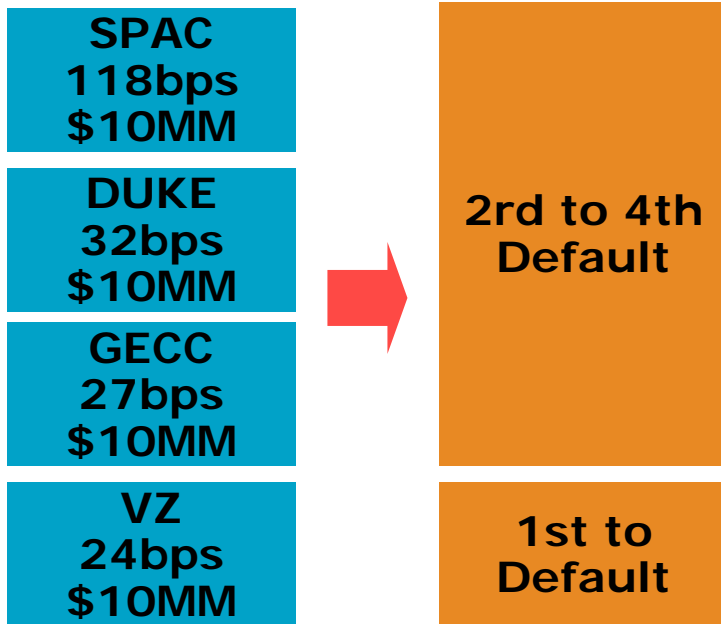 SPAC
118bps
$10MM
DUKE
32bps
$10MM
GECC
27bps
$10MM
VZ
24bps
$10MM
2rd to 4th
Default
1st to
Default